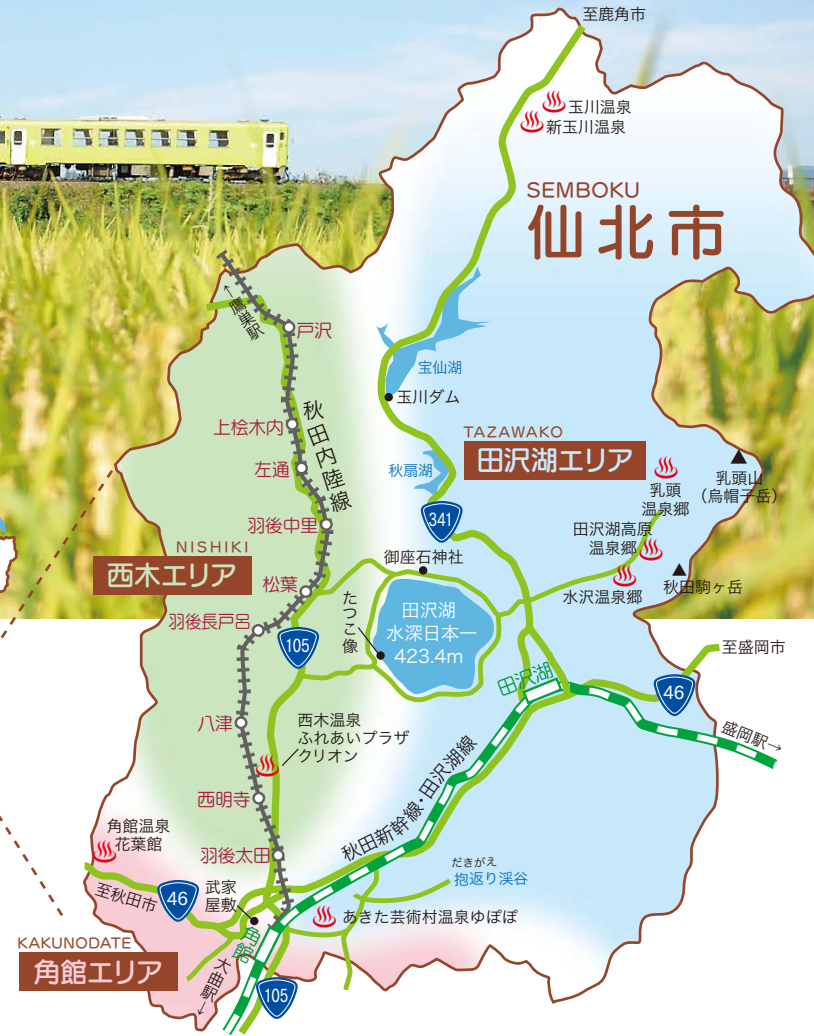 至鹿角市
玉川温泉
新玉川温泉
SEMBOKU
仙北市
←鷹巣駅
戸沢
宝仙湖
玉川ダム
上桧木内
秋田内陸線
左通
TAZAWAKO
田沢湖エリア
秋扇湖
乳頭
温泉郷
乳頭山
（烏帽子岳）
341
羽後中里
田沢湖高原
温泉郷
NISHIKI
西木エリア
御座石神社
松葉
水沢温泉郷
秋田駒ヶ岳
たつこ像
田沢湖
水深日本一
423.4m
羽後長戸呂
105
至盛岡市
田沢湖
46
八津
西木温泉
ふれあいプラザ
クリオン
盛岡駅→
秋田新幹線・田沢湖線
西明寺
角館温泉
花葉館
羽後太田
だきがえ
抱返り渓谷
至秋田市
46
武家
屋敷
あきた芸術村温泉ゆぽぽ
角館
KAKUNODATE
角館エリア
大曲駅→
105